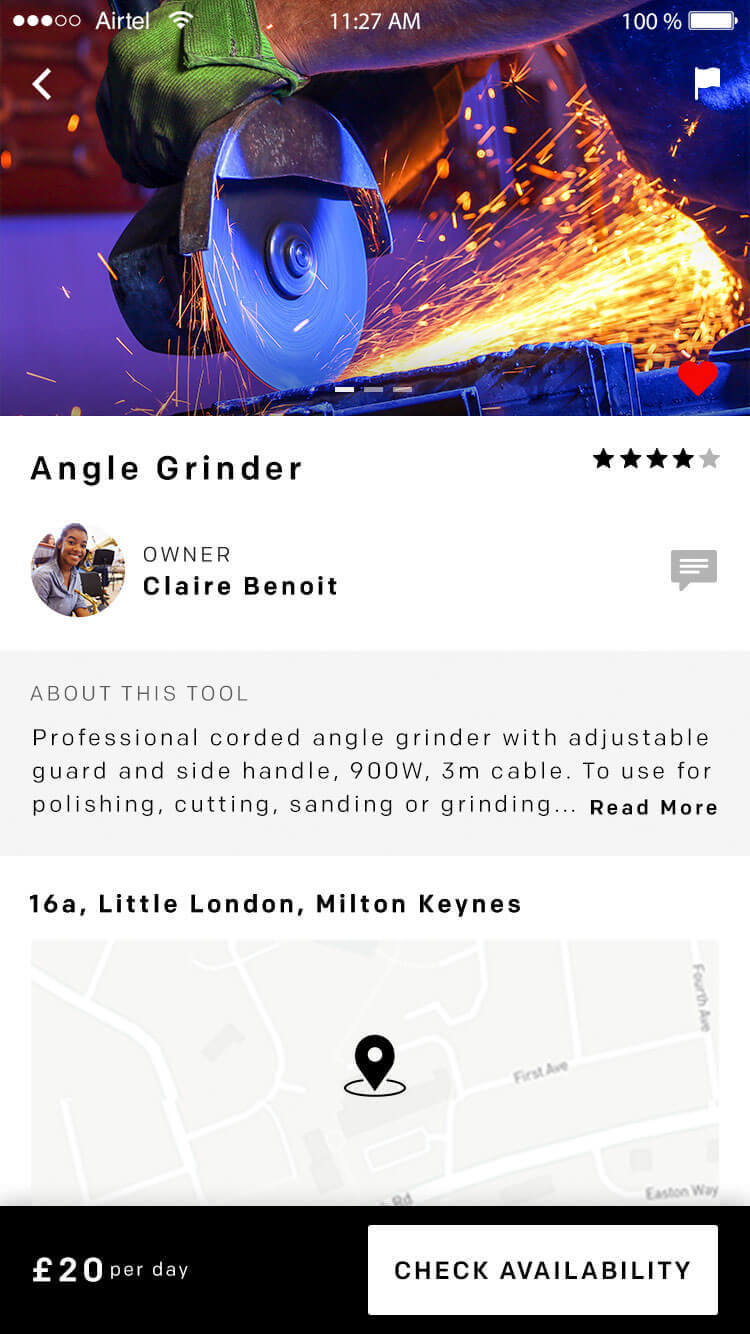 Airtel 11:27 AM 100 %
Angle Grinder
OWNER
Claire Benoit
ABOUT THIS TOOL
Professional corded angle grinder with adjustable
guard and side handle, 900W, 3m cable. To use for
polishing, cutting, sanding or grinding... Read More
16a, Little London, Milton Keynes
Fourth Ave
First Ave
Rd
Easton Way
£20 per day
CHECK AVAILABILITY